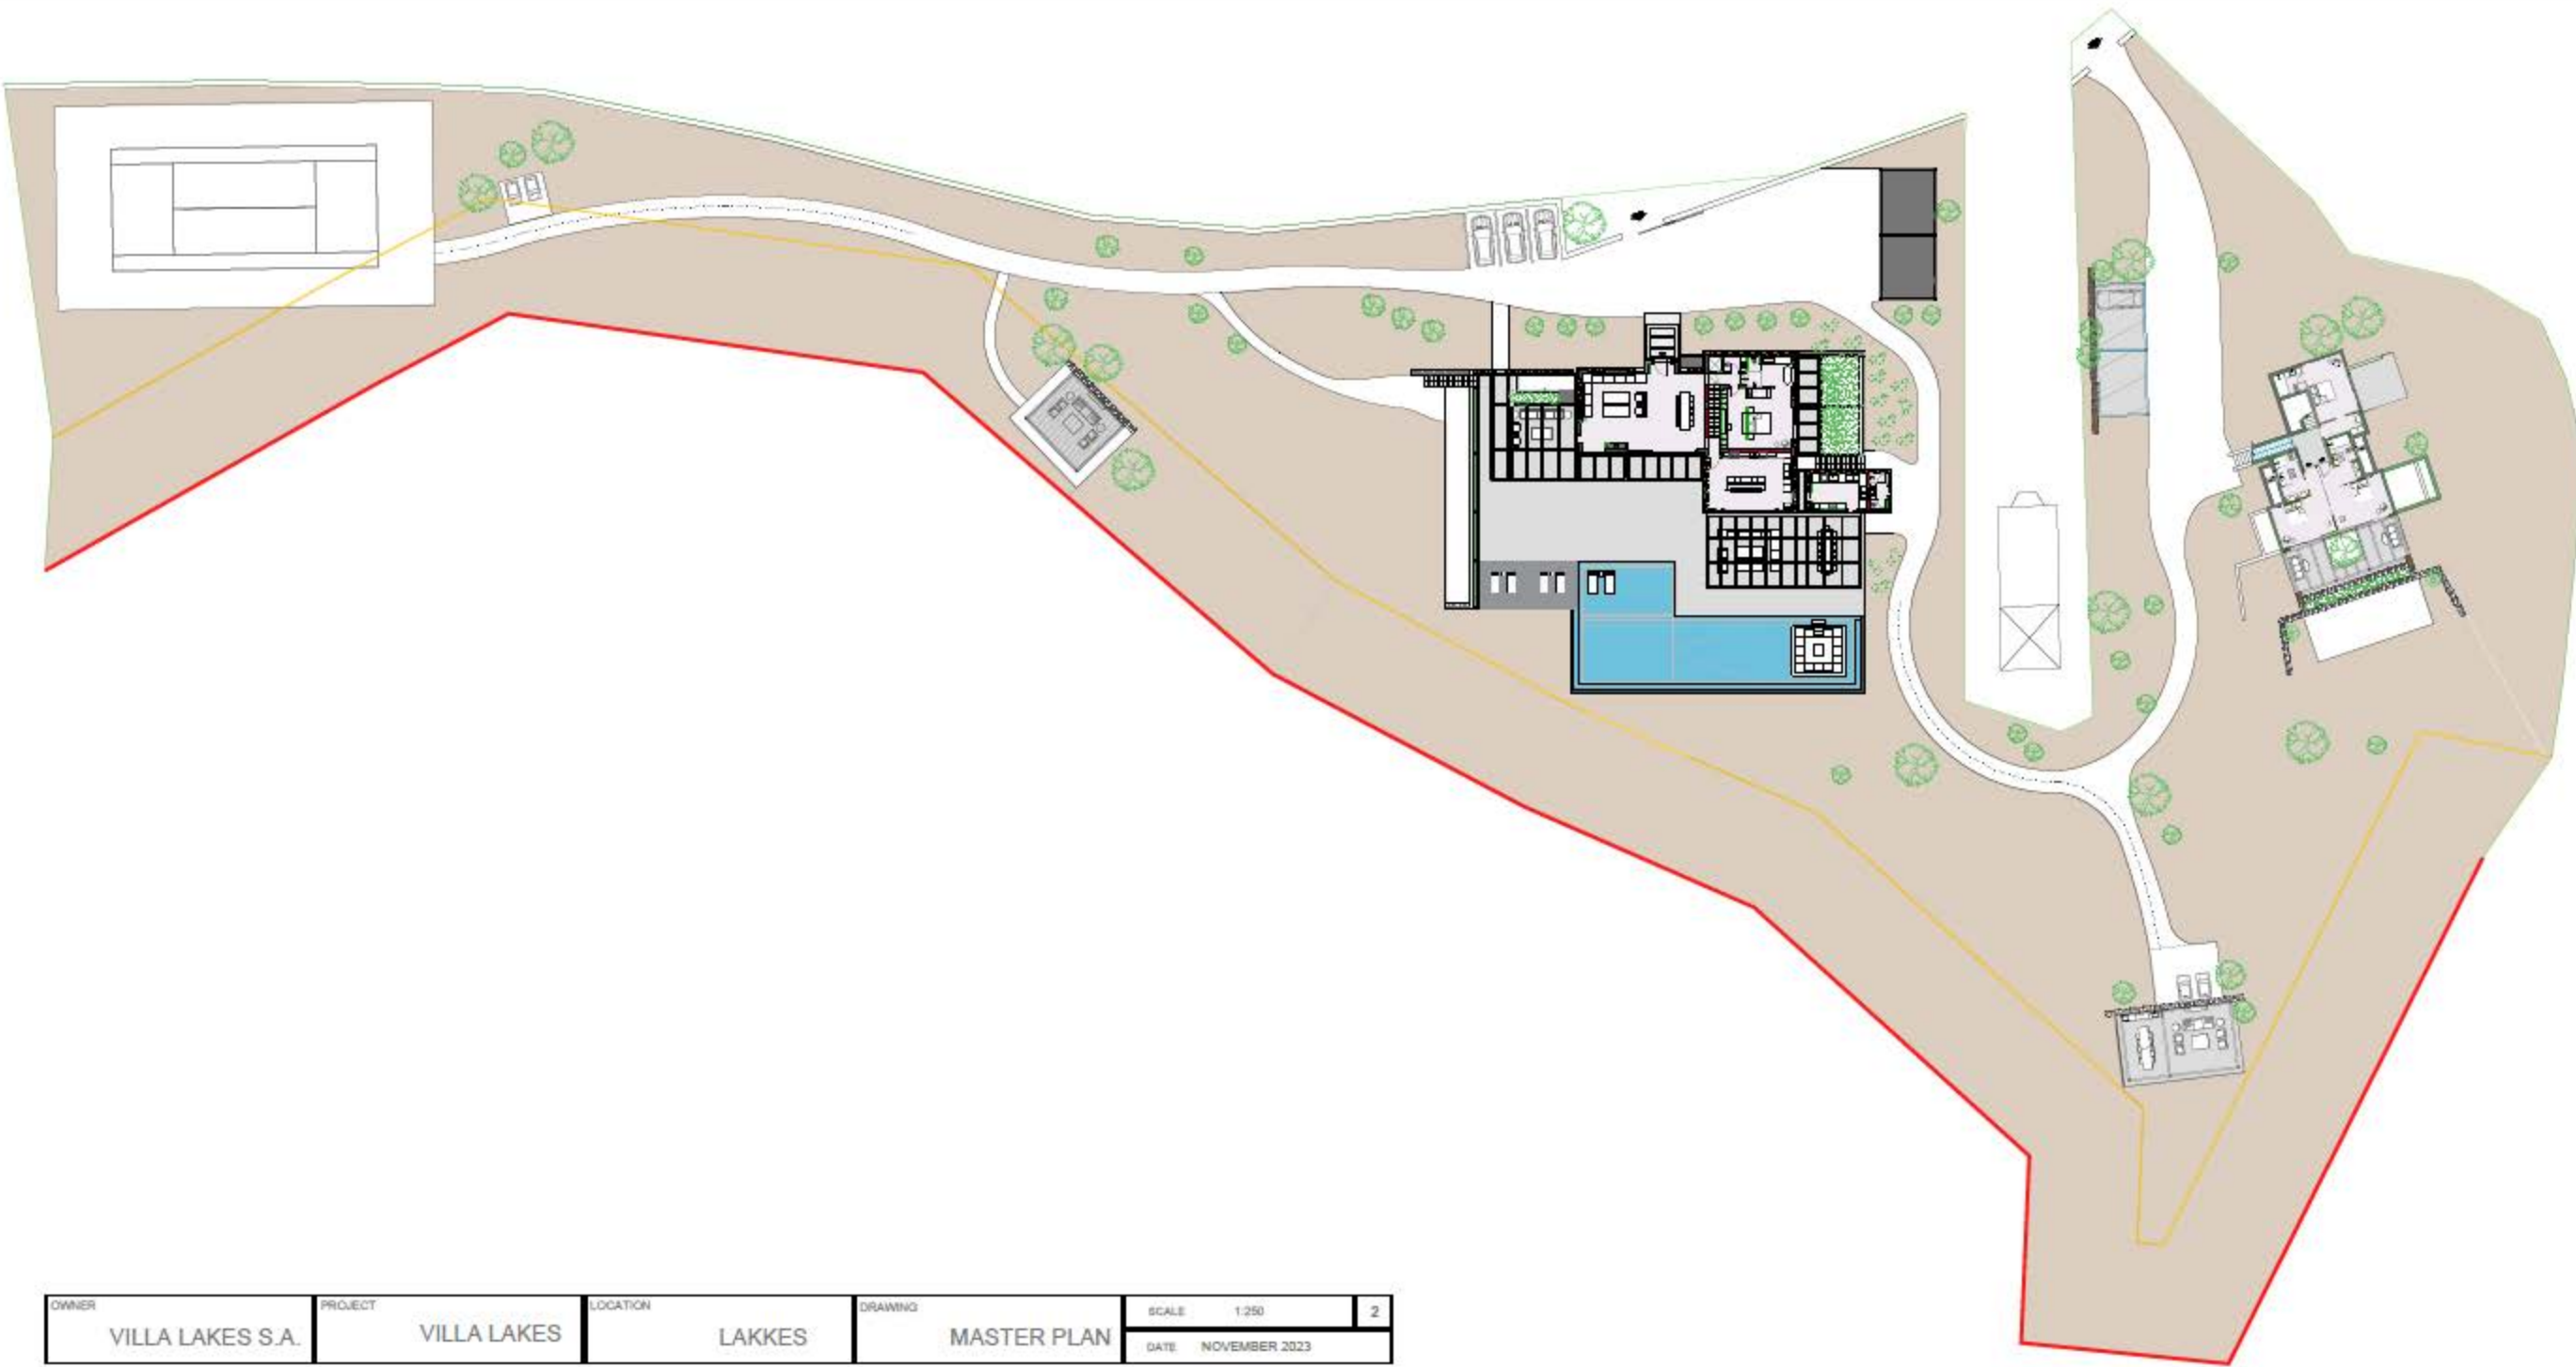 OWNER
VILLA LAKES S.A.
PROJECT
VILLA LAKES
LOCATION
LAKKES
DRAWING
MASTER PLAN
SCALE 1:250
2
DATE NOVEMBER 2023